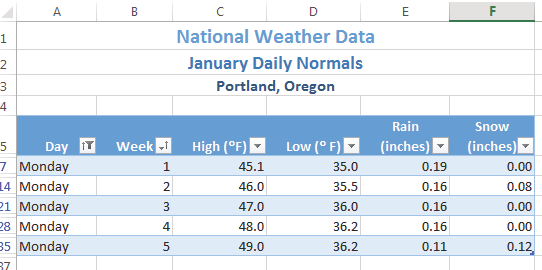 A B C D E F
1 National Weather Data
2 January Daily Normals
3 Portland, Oregon
4
Rain Snow
5 Day Week High (°F) Low (° F) (inches) (inches)
7 Monday 1 45.1 35.0 0.19 0.00
14 Monday 2 46.0 35.5 0.16 0.08
21 Monday 3 47.0 36.0 0.16 0.00
28 Monday 4 48.0 36.2 0.16 0.00
35 Monday 5 49.0 36.2 0.11 0.12
37